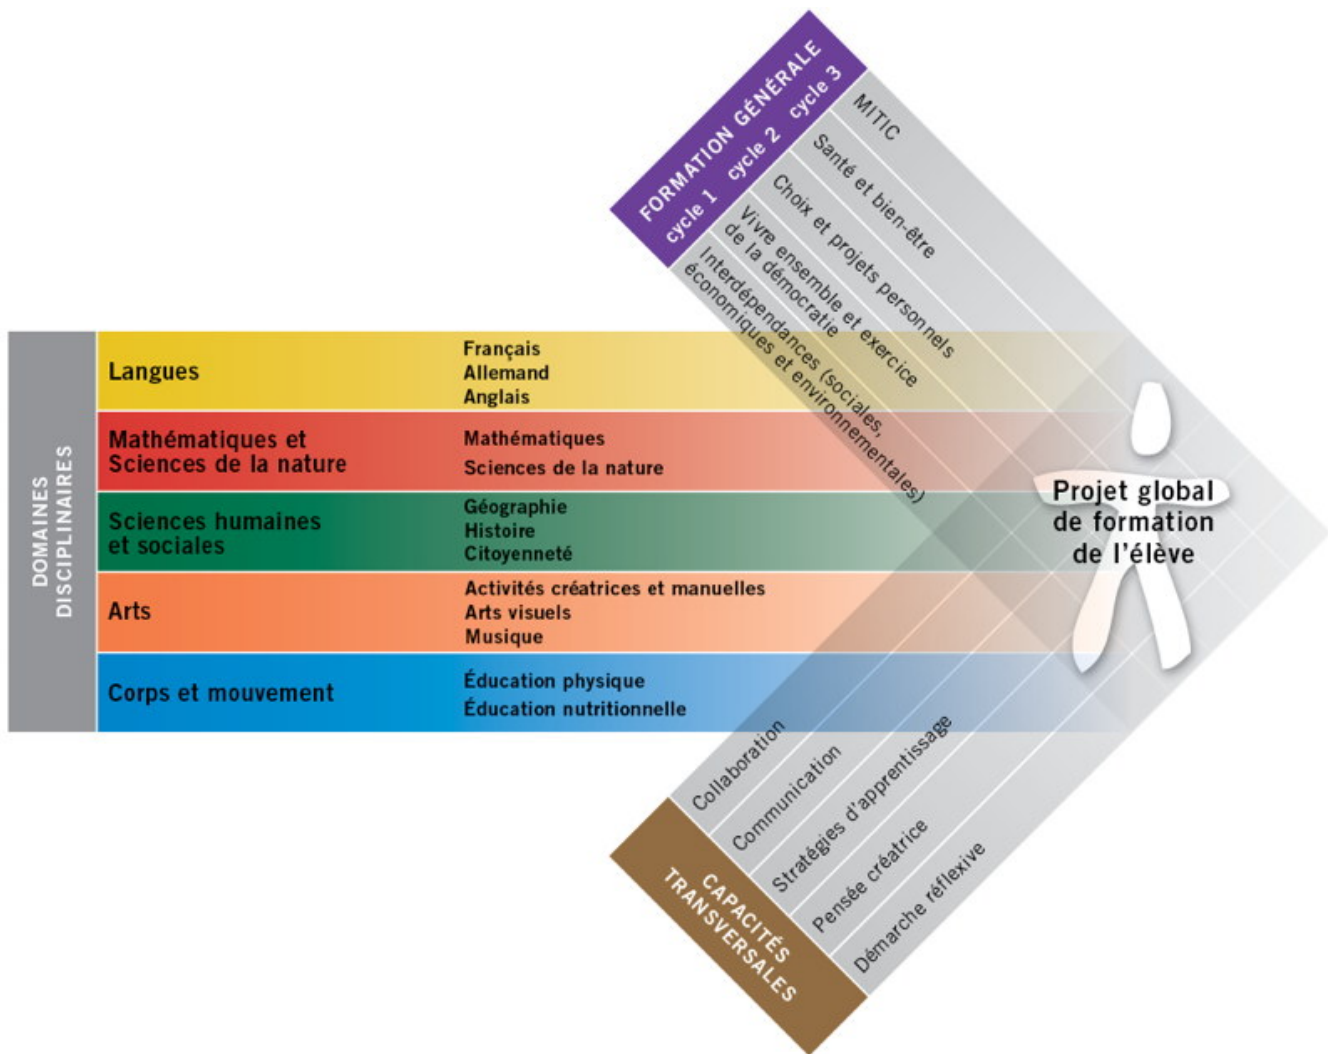 FORMATION GÉNÉRALE
cycle 1 cycle 2 cycle 3
MITIC
Santé et bien-être
Choix et projets personnels
Vivre ensemble et exercice
de la démocratie
Interdépendances (sociales,
économiques et environnementales)
DOMAINES
DISCIPLINAIRES
Langues
Français
Allemand
Anglais
Mathématiques et
Sciences de la nature
Mathématiques
Sciences de la nature
Sciences humaines
et sociales
Géographie
Histoire
Citoyenneté
Arts
Activités créatrices et manuelles
Arts visuels
Musique
Corps et mouvement
Éducation physique
Éducation nutritionnelle
Projet global
de formation
de l'élève
Collaboration
Communication
Stratégies d'apprentissage
Pensée créatrice
Démarche réflexive
CAPACITÉS
TRANSVERSALES